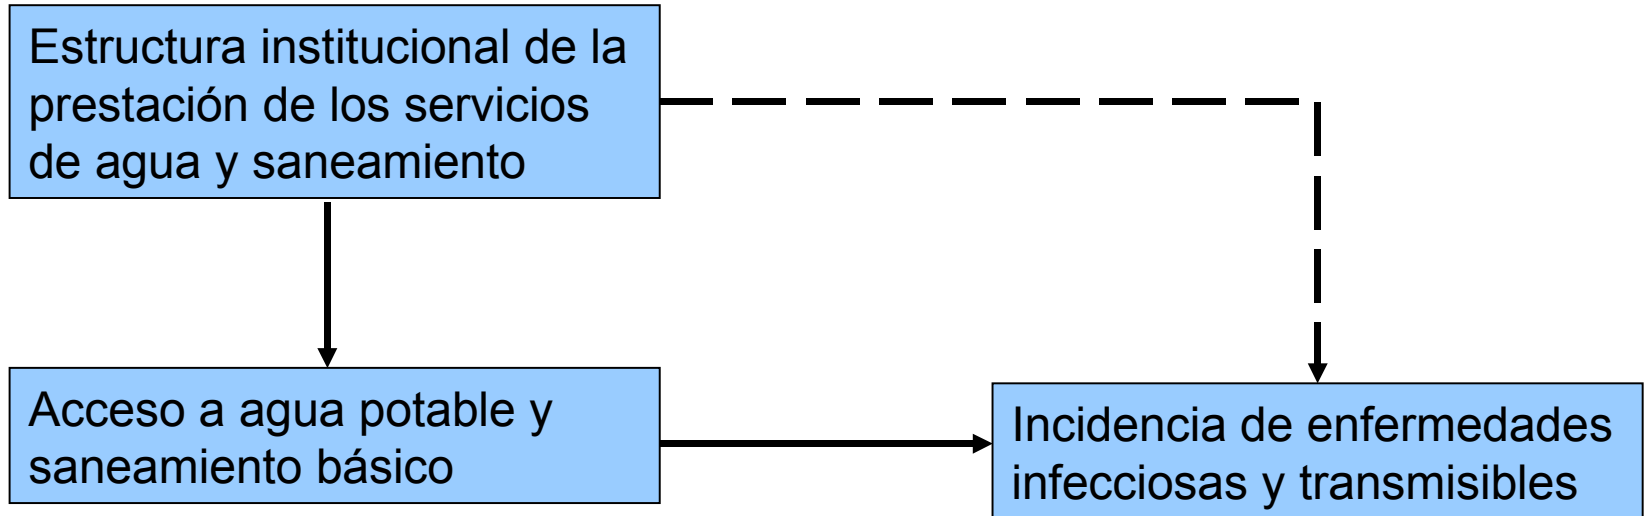 Estructura institucional de la
prestación de los servicios
de agua y saneamiento
Acceso a agua potable y
saneamiento básico
Incidencia de enfermedades
infecciosas y transmisibles